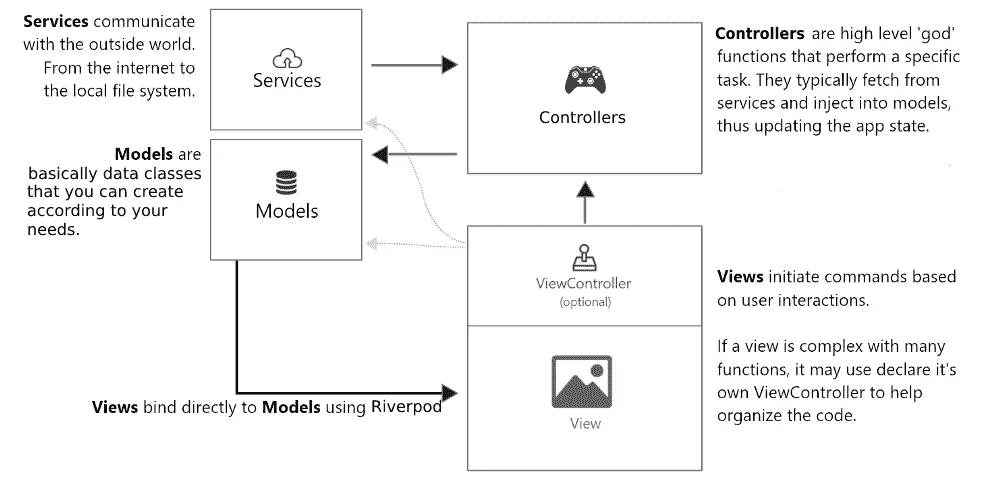 Services communicate
with the outside world.
From the internet to
the local file system.
Services
Controllers
Controllers are high level 'god'
functions that perform a specific
task. They typically fetch from
services and inject into models,
thus updating the app state.
Models are
basically data classes
that you can create
according to your
needs.
Models
ViewController
(optional)
Views initiate commands based
on user interactions.
If a view is complex with many
functions, it may use declare it's
own ViewController to help
organize the code.
View
Views bind directly to Models using Riverpod